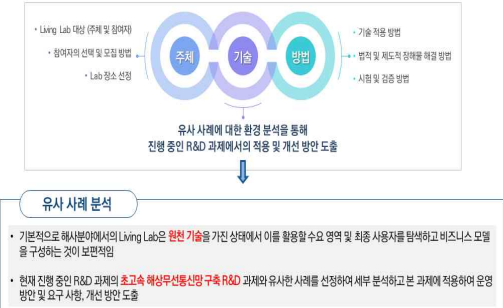 • Living Lab 대상 (주체 및 참여자)
• 참여자의 선택 및 모집 방법
• Lab 장소 선정
주체
기술
방법
• 기술 적용 방법
• 법적 및 제도적 장해물 해결 방법
• 시험 및 검증 방법
유사 사례에 대한 환경 분석을 통해
진행 중인 R&D 과제에서의 적용 및 개선 방안 도출
유사 사례 분석
• 기본적으로 해사분야에서의 Living Lab은 원천 기술을 가진 상태에서 이를 활용할 수요 영역 및 최종 사용자를 탐색하고 비즈니스 모델
을 구성하는 것이 보편적임
• 현재 진행 중인 R&D 과제의 초고속 해상무선통신망 구축 R&D 과제와 유사한 사례를 선정하여 세부 분석하고 본 과제에 적용하여 운영
방안 및 요구 사항, 개선 방안 도출